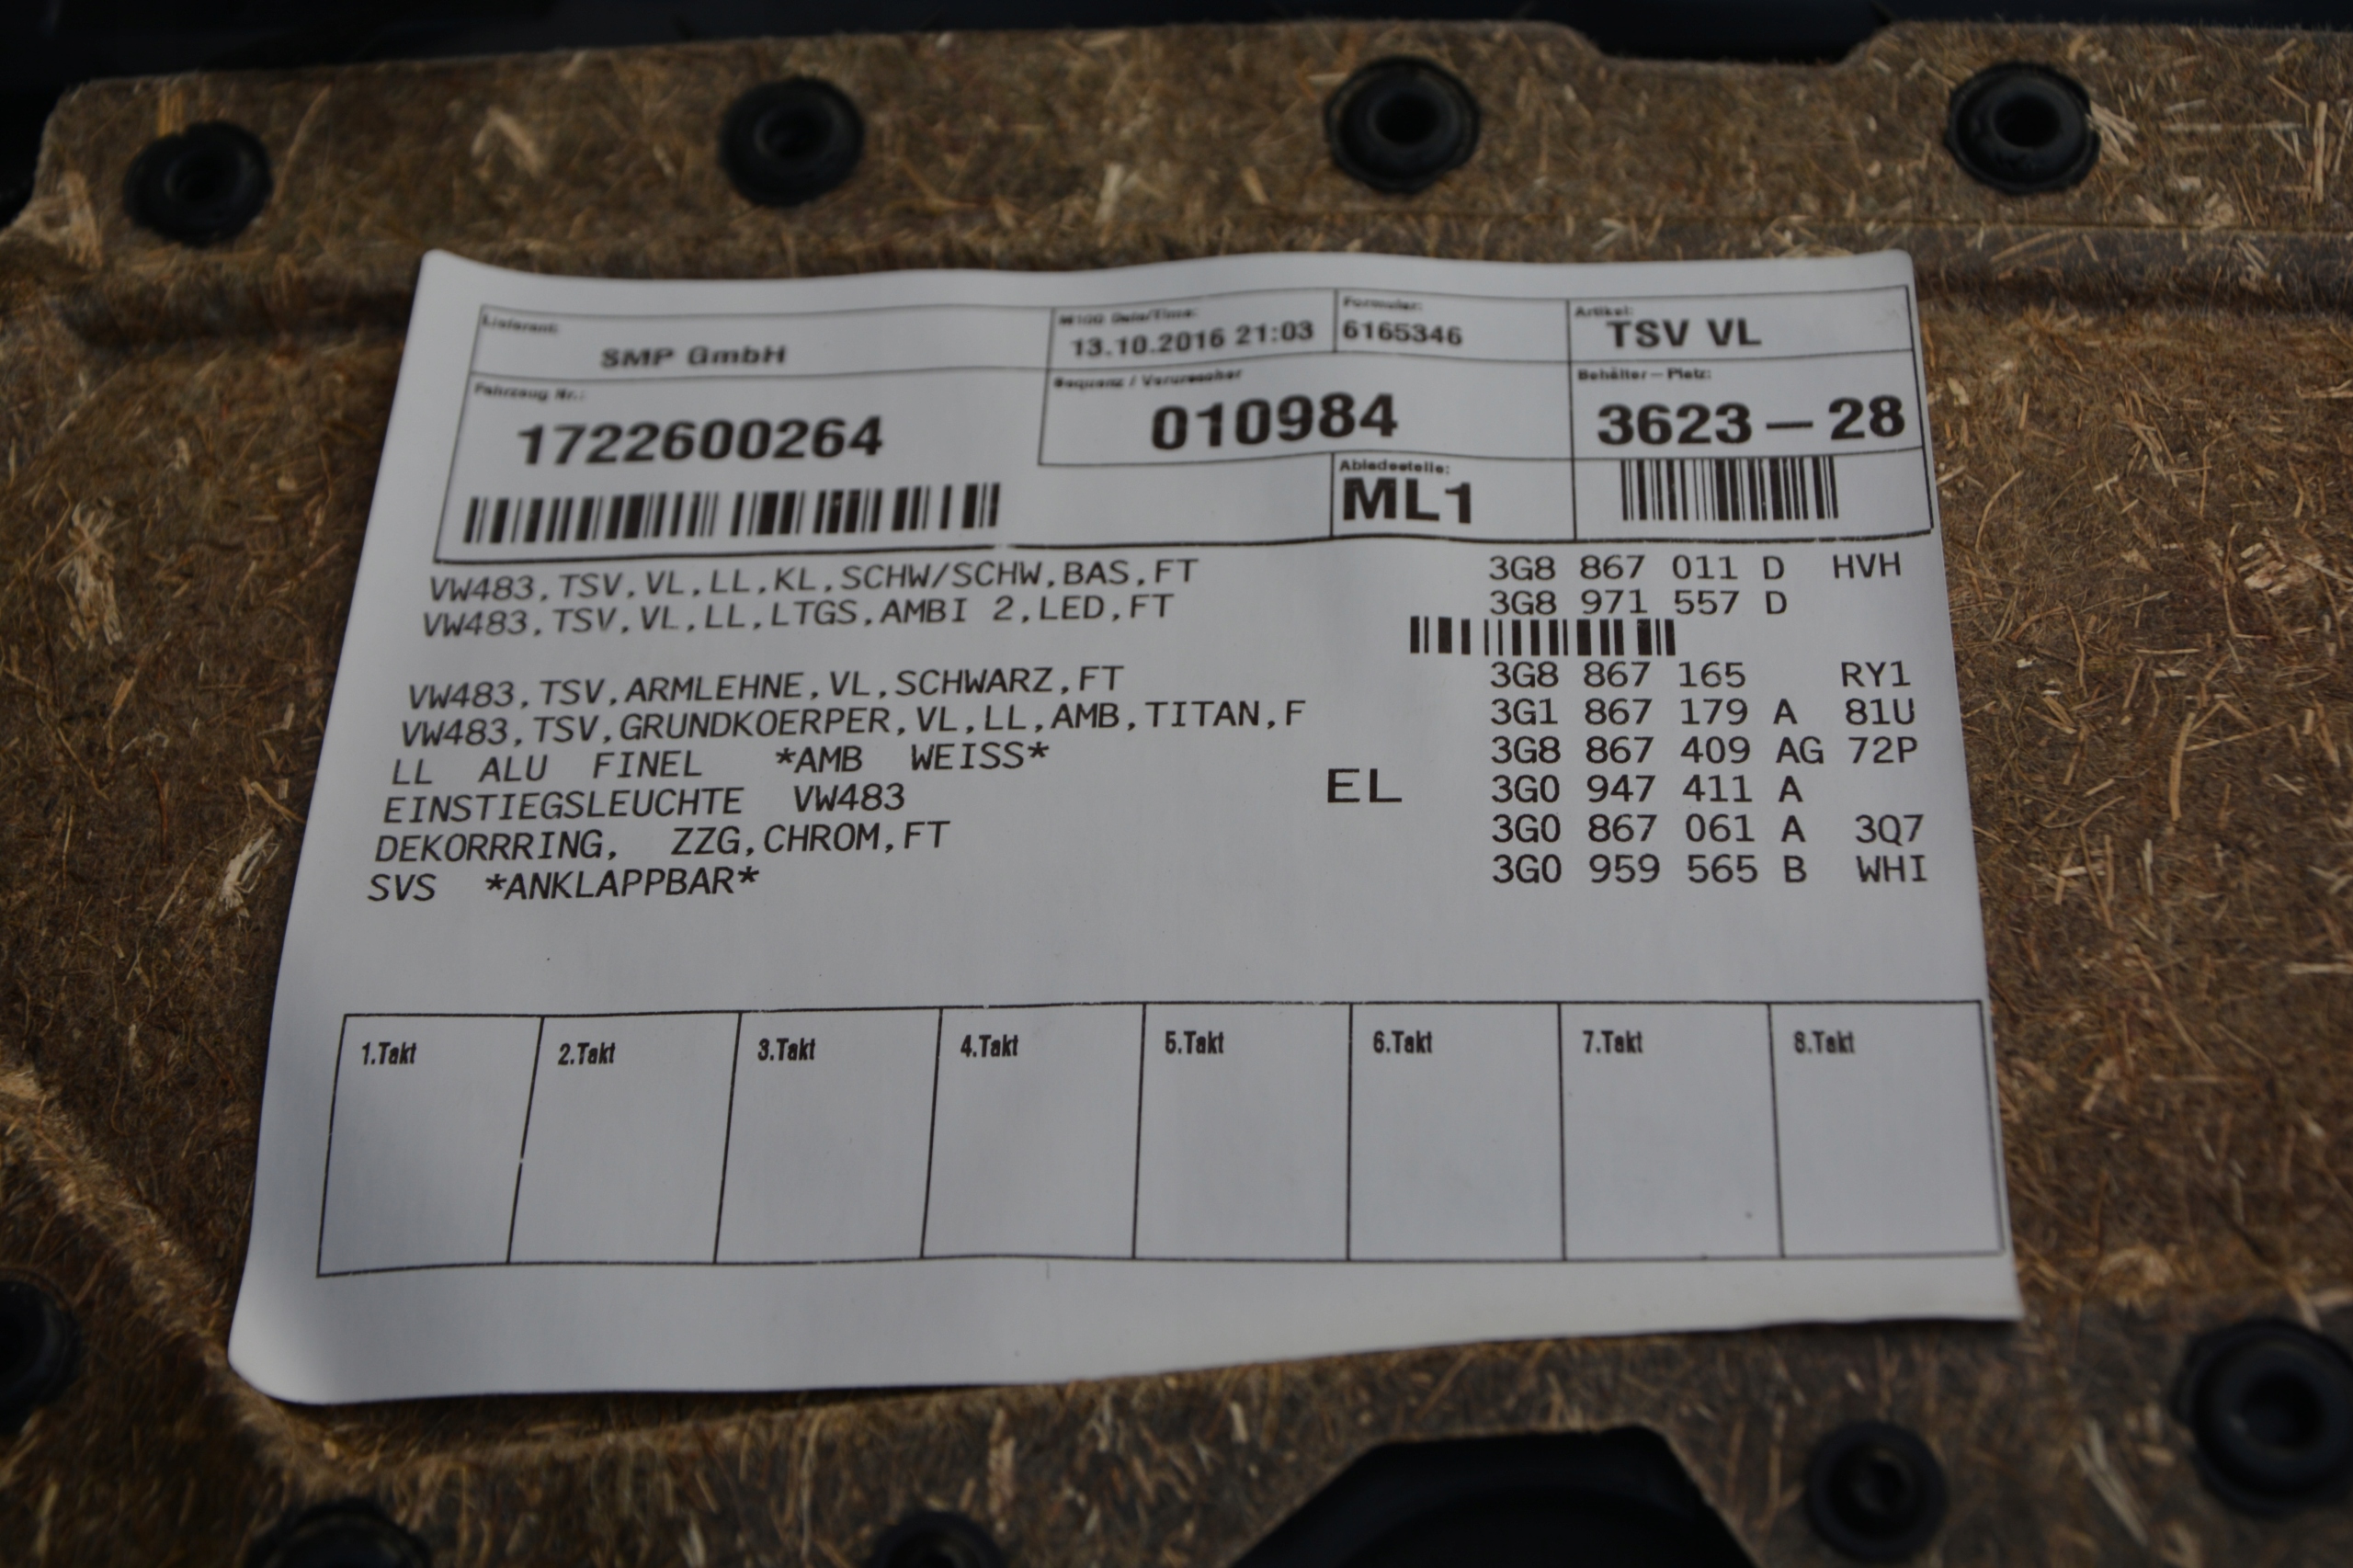 Lieferant:
SMP GmbH
M100 Date/Time:
13.10.2016 21:03
Formular:
6165346
Artikel:
TSV VL
Fahrzeug Nr.:
1722600264
Sequenz / Verursacher
010984
Behälter-Platz:
3623-28
Abladestelle:
ML1
VW483,TSV,VL,LL,KL,SCHW/SCHW,BAS,FT 3G8 867 011 D HVH
VW483,TSV,VL,LL,LTGS,AMBI 2,LED,FT 3G8 971 557 D
VW483,TSV,ARMLEHNE,VL,SCHWARZ,FT 3G8 867 165 RY1
VW483,TSV,GRUNDKOERPER,VL,LL,AMB,TITAN,F 3G1 867 179 A 81U
LL ALU FINEL *AMB WEISS* 3G8 867 409 AG 72P
EINSTIEGSLEUCHTE VW483 EL 3G0 947 411 A
DEKORRRING, ZZG,CHROM,FT 3G0 867 061 A 3Q7
SVS *ANKLAPPBAR* 3G0 959 565 B WHI
1.Takt 2.Takt 3.Takt 4.Takt 5.Takt 6.Takt 7.Takt 8.Takt